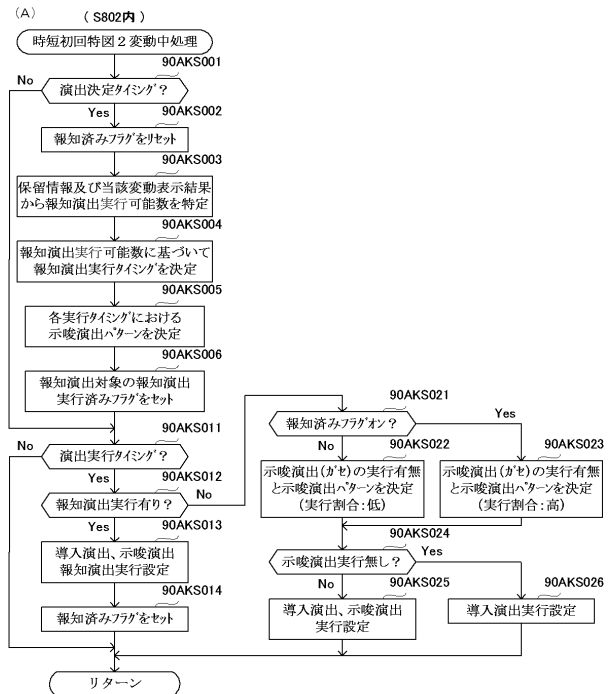 (A)
(S802内)
時短初回特図2変動中処理
90AKS001
No
演出決定ﾀｲﾐﾝｸﾞ?
Yes
90AKS002
報知済みﾌﾗｸﾞをﾘｾｯﾄ
90AKS003
保留情報及び当該変動表示結果
から報知演出実行可能数を特定
90AKS004
報知演出実行可能数に基づいて
報知演出実行ﾀｲﾐﾝｸﾞを決定
90AKS005
各実行ﾀｲﾐﾝｸﾞにおける
示唆演出ﾊﾟﾀｰﾝを決定
90AKS006
報知演出対象の報知演出
実行済みﾌﾗｸﾞをｾｯﾄ
90AKS011
No
演出実行ﾀｲﾐﾝｸﾞ?
Yes
90AKS012
報知演出実行有り?
No
Yes
90AKS013
導入演出、示唆演出
報知演出実行設定
90AKS014
報知済みﾌﾗｸﾞをｾｯﾄ
リターン
90AKS021
報知済みﾌﾗｸﾞオン?
Yes
No
90AKS022
90AKS023
示唆演出(ｶﾞｾ)の実行有無
と示唆演出ﾊﾟﾀｰﾝを決定
(実行割合:低)
示唆演出(ｶﾞｾ)の実行有無
と示唆演出ﾊﾟﾀｰﾝを決定
(実行割合:高)
90AKS024
示唆演出実行無し?
Yes
No
90AKS025
90AKS026
導入演出、示唆演出
実行設定
導入演出実行設定